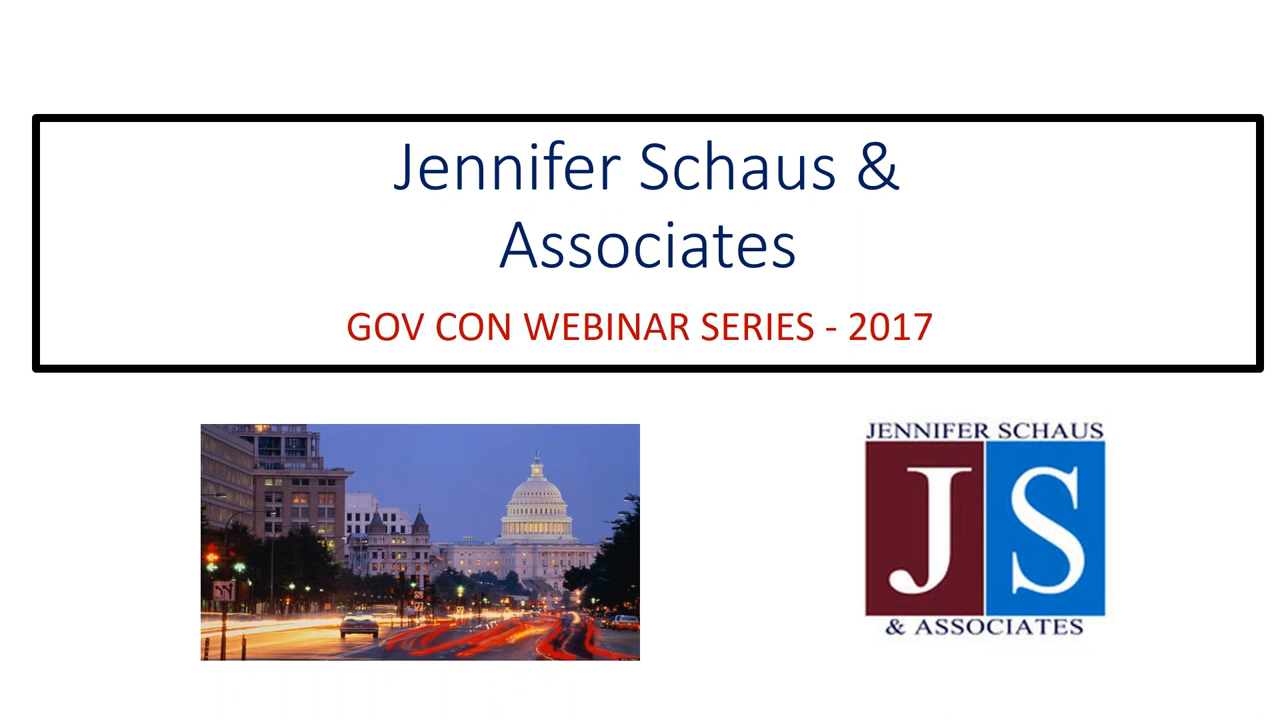 Jennifer Schaus &
Associates
GOV CON WEBINAR SERIES - 2017
JENNIFER SCHAUS
JS
& ASSOCIATES